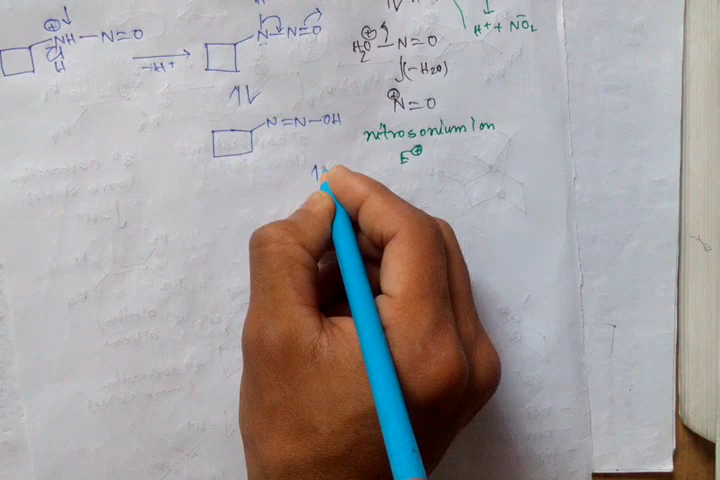 ⊕NH—N=O
H
−H⁺
H
N—N=O
H⁺ + NO₂
H₂O⊕—N=O
(−H₂O)
⊕N=O
nitrosonium ion
E⊕
N=N—OH